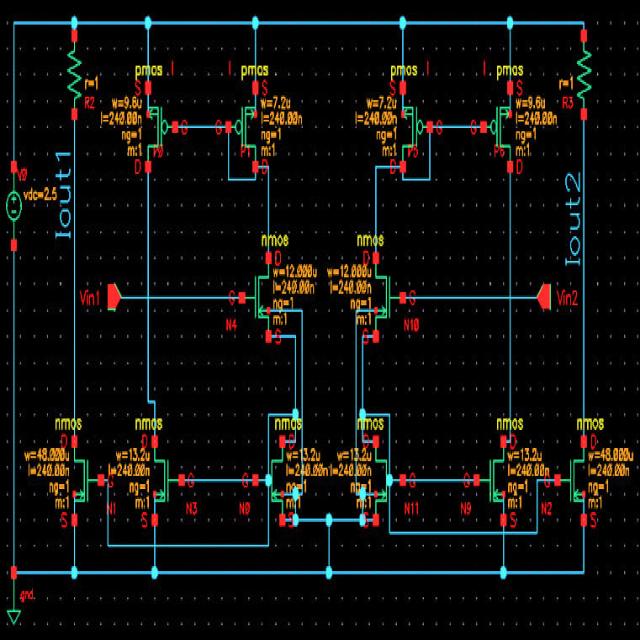 pmos
pmos
pmos
pmos
S
S
S
S
r=1
R2
r=1
R3
w=9.6u
l=240.00n
ng=1
m:1
w=7.2u
l=240.00n
ng=1
m:1
w=7.2u
l=240.00n
ng=1
m:1
w=9.6u
l=240.00n
ng=1
m:1
G
G
G
G
D
D
D
D
V0
vdc=2.5
Iout1
Iout2
nmos
nmos
D
D
w=12.000u
l=240.00n
ng=1
m:1
w=12.000u
l=240.00n
ng=1
m:1
Vin1
G
G
Vin2
N4
N10
S
S
nmos
nmos
nmos
nmos
nmos
nmos
D
D
D
D
D
D
w=48.000u
l=240.00n
ng=1
m:1
w=13.2u
l=240.00n
ng=1
m:1
w=13.2u
l=240.00n
ng=1
m:1
w=13.2u
l=240.00n
ng=1
m:1
w=13.2u
l=240.00n
ng=1
m:1
w=48.000u
l=240.00n
ng=1
m:1
G
G
G
G
G
G
N1
N3
N0
N11
N9
N2
S
S
S
S
S
S
gnd